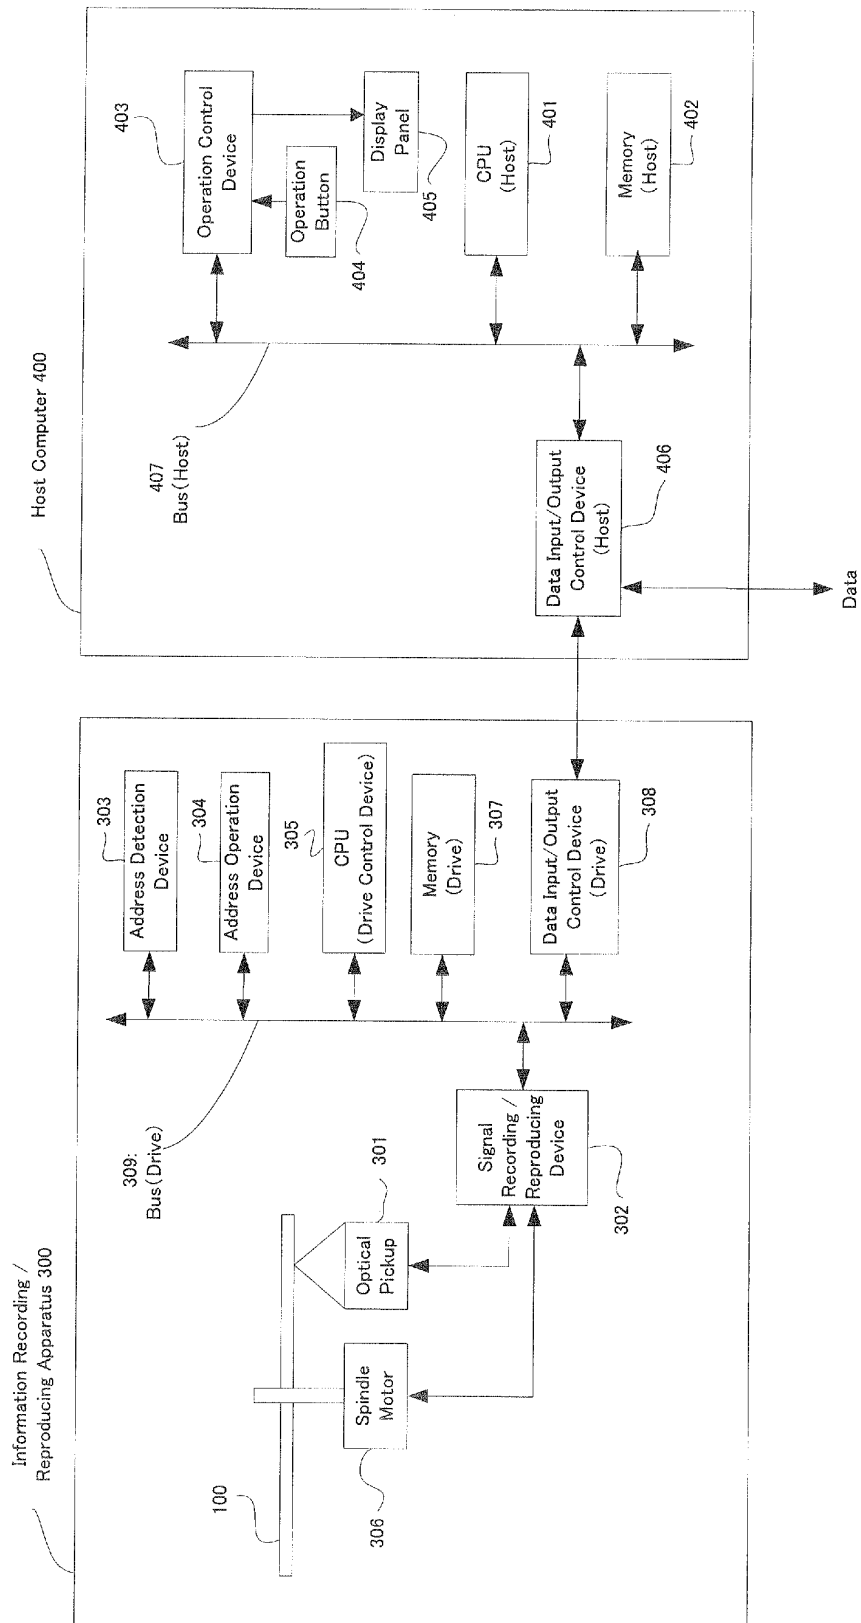 Information Recording /
Reproducing Apparatus 300
Host Computer 400
100
306
Spindle
Motor
301
Optical
Pickup
302
Signal
Recording /
Reproducing
Device
309:
Bus(Drive)
303
Address Detection
Device
304
Address Operation
Device
305
CPU
(Drive Control Device)
307
Memory
(Drive)
308
Data Input/Output
Control Device
(Drive)
407
Bus(Host)
406
Data Input/Output
Control Device
(Host)
Data
403
Operation Control
Device
404
Operation
Button
405
Display
Panel
401
CPU
(Host)
402
Memory
(Host)